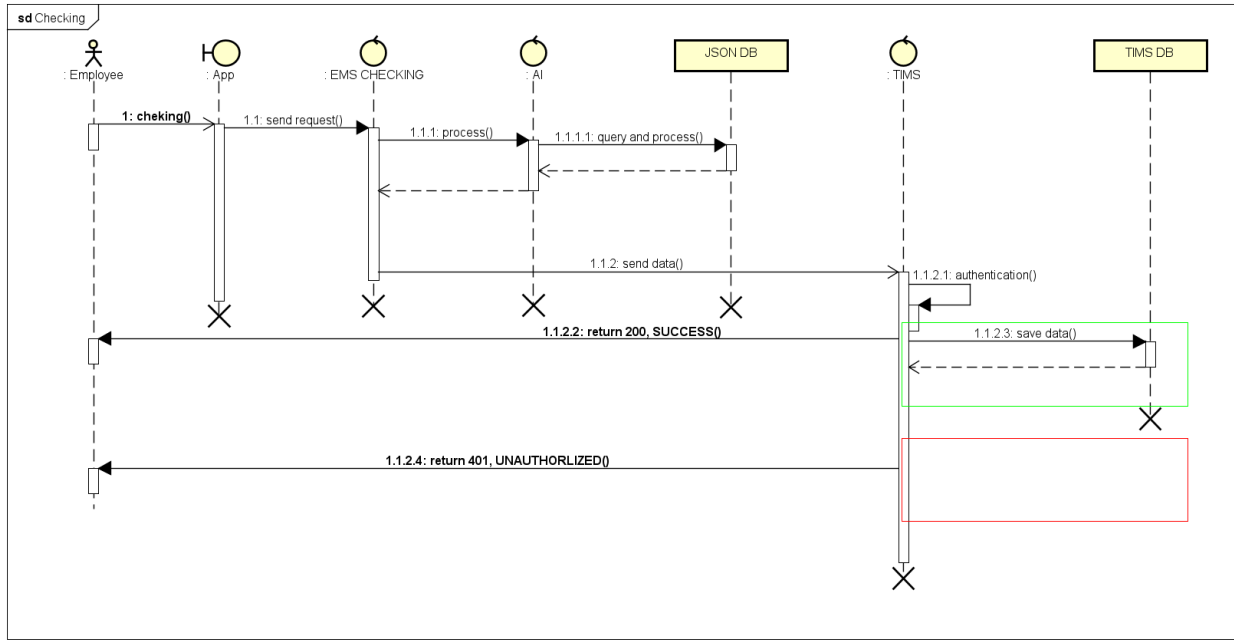 sd Checking
: Employee
: App
: EMS CHECKING
: AI
JSON DB
: TIMS
TIMS DB
1: cheking()
1.1: send request()
1.1.1: process()
1.1.1.1: query and process()
1.1.2: send data()
1.1.2.1: authentication()
1.1.2.2: return 200, SUCCESS()
1.1.2.3: save data()
1.1.2.4: return 401, UNAUTHORLIZED()